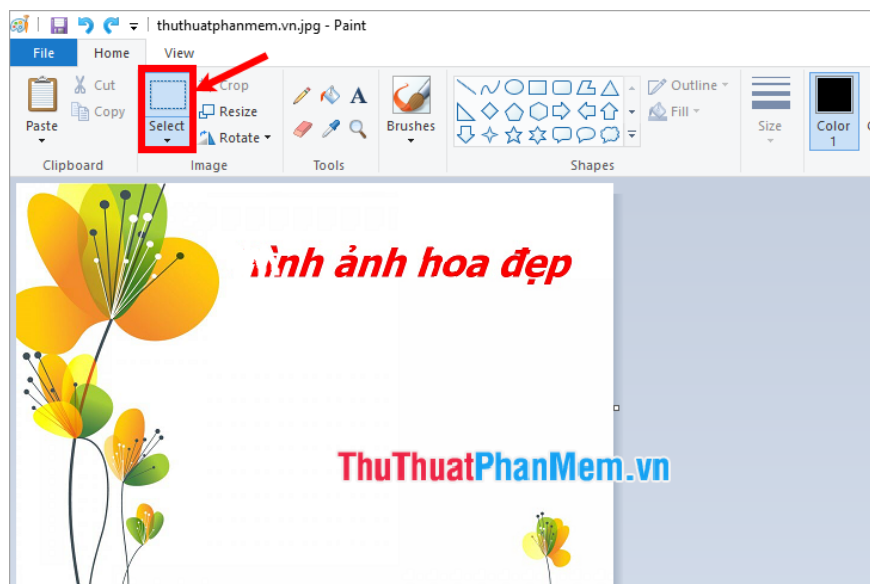 thuthuatphanmem.vn.jpg - Paint
File Home View
Cut
Copy
Paste
Clipboard
Select
Crop
Resize
Rotate
Image
A
Tools
Brushes
Shapes
Outline
Fill
Size
Color
1
ình ảnh hoa đẹp
ThuThuatPhanMem.vn